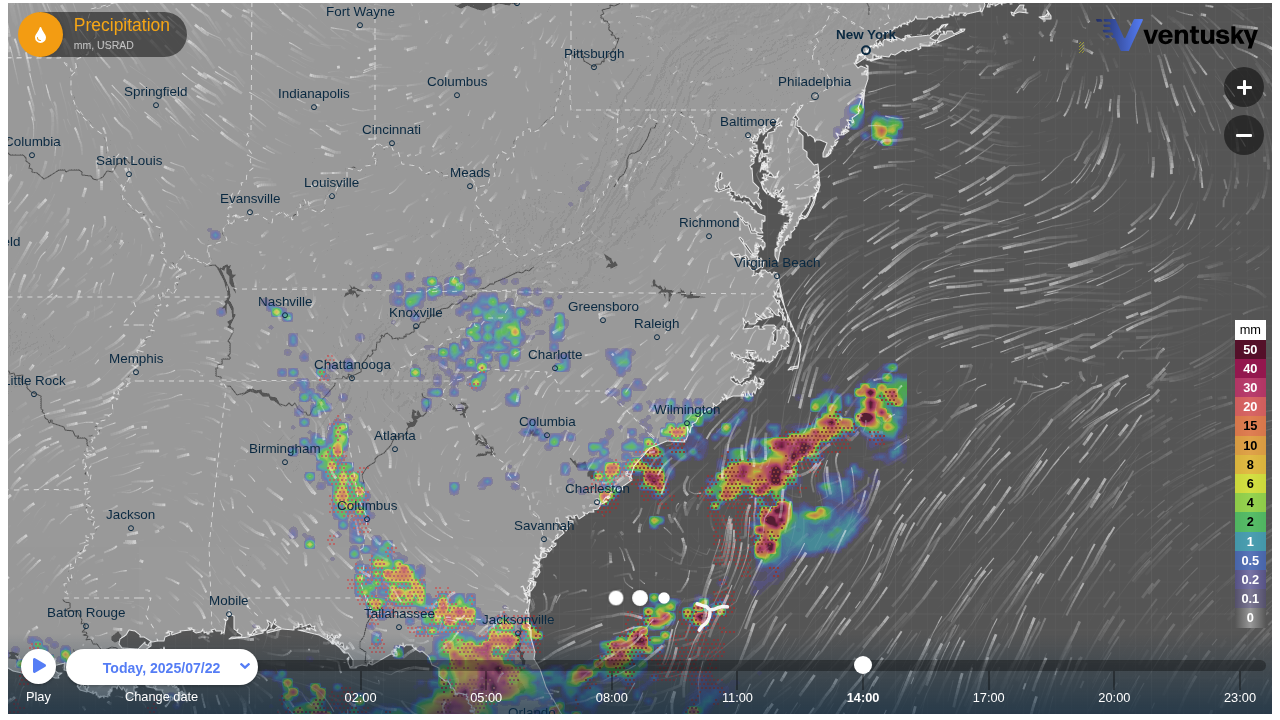 Precipitation
mm, USRAD
Fort Wayne
New York
ventusky
Pittsburgh
Columbus
Philadelphia
Springfield
Indianapolis
Baltimore
Cincinnati
Columbia
Saint Louis
Meads
Louisville
Evansville
Richmond
eld
Virginia Beach
Nashville
Knoxville
Greensboro
Raleigh
Memphis
Chattanooga
Charlotte
Little Rock
Wilmington
Columbia
Atlanta
Birmingham
Charleston
Columbus
Jackson
Savannah
Mobile
Baton Rouge
Tallahassee
Jacksonville
Orlando
mm
50
40
30
20
15
10
8
6
4
2
1
0.5
0.2
0.1
0
Today, 2025/07/22
Play
Change date
02:00
05:00
08:00
11:00
14:00
17:00
20:00
23:00